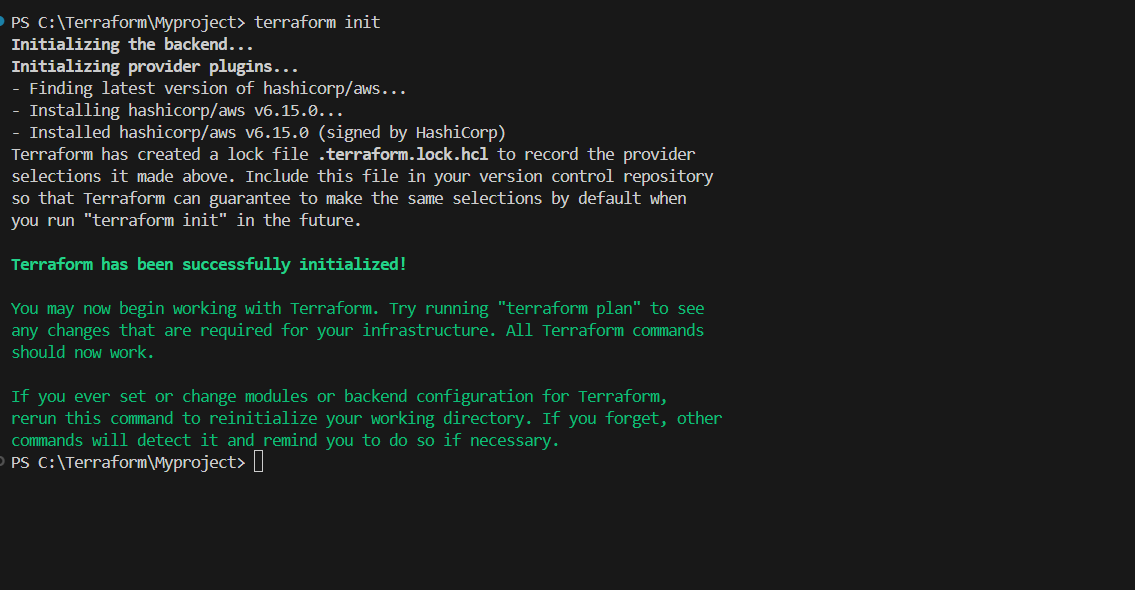 PS C:\Terraform\Myproject> terraform init
Initializing the backend...
Initializing provider plugins...
- Finding latest version of hashicorp/aws...
- Installing hashicorp/aws v6.15.0...
- Installed hashicorp/aws v6.15.0 (signed by HashiCorp)
Terraform has created a lock file .terraform.lock.hcl to record the provider
selections it made above. Include this file in your version control repository
so that Terraform can guarantee to make the same selections by default when
you run "terraform init" in the future.
Terraform has been successfully initialized!
You may now begin working with Terraform. Try running "terraform plan" to see
any changes that are required for your infrastructure. All Terraform commands
should now work.
If you ever set or change modules or backend configuration for Terraform,
rerun this command to reinitialize your working directory. If you forget, other
commands will detect it and remind you to do so if necessary.
PS C:\Terraform\Myproject>